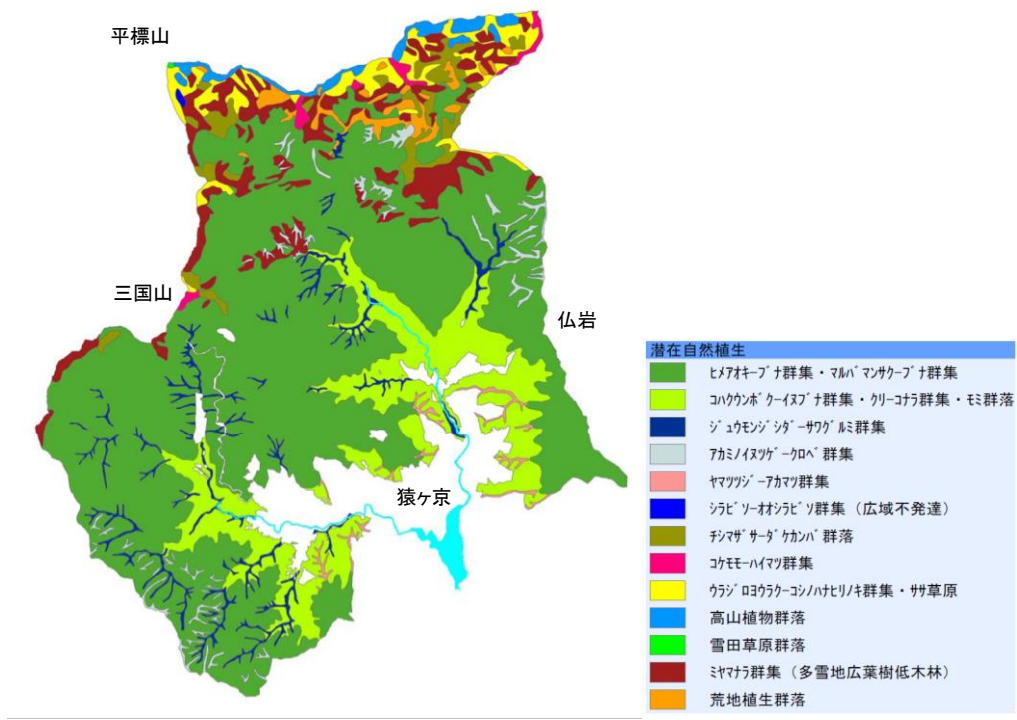 平標山
三国山
仏岩
猿ヶ京
潜在自然植生
ﾋﾒｱｵｷｰﾌﾞﾅ群集・ﾏﾙﾊﾞﾏﾝｻｸｰﾌﾞﾅ群集
ｺﾊｸｳﾝﾎﾞｸｰｲﾇﾌﾞﾅ群集・ｸﾘｰｺﾅﾗ群集・ﾓﾐ群落
ｼﾞｭｳﾓﾝｼﾞｼﾀﾞｰｻﾜｸﾞﾙﾐ群集
ｱｶﾐﾉｲﾇﾂｹﾞｰｸﾛﾍﾞ群集
ﾔﾏﾂﾂｼﾞｰｱｶﾏﾂ群集
ｼﾗﾋﾞｿｰｵｵｼﾗﾋﾞｿ群集（広域不発達）
ﾁｼﾏｻﾞｻｰﾀﾞｹｶﾝﾊﾞ群落
ｺｹﾓﾓｰﾊｲﾏﾂ群集
ｳﾗｼﾞﾛﾖｳﾗｸｰｺｼﾉﾊﾅﾋﾘﾉｷ群集・ｻｻ草原
高山植物群落
雪田草原群落
ﾐﾔﾏﾅﾗ群集（多雪地広葉樹低木林）
荒地植生群落